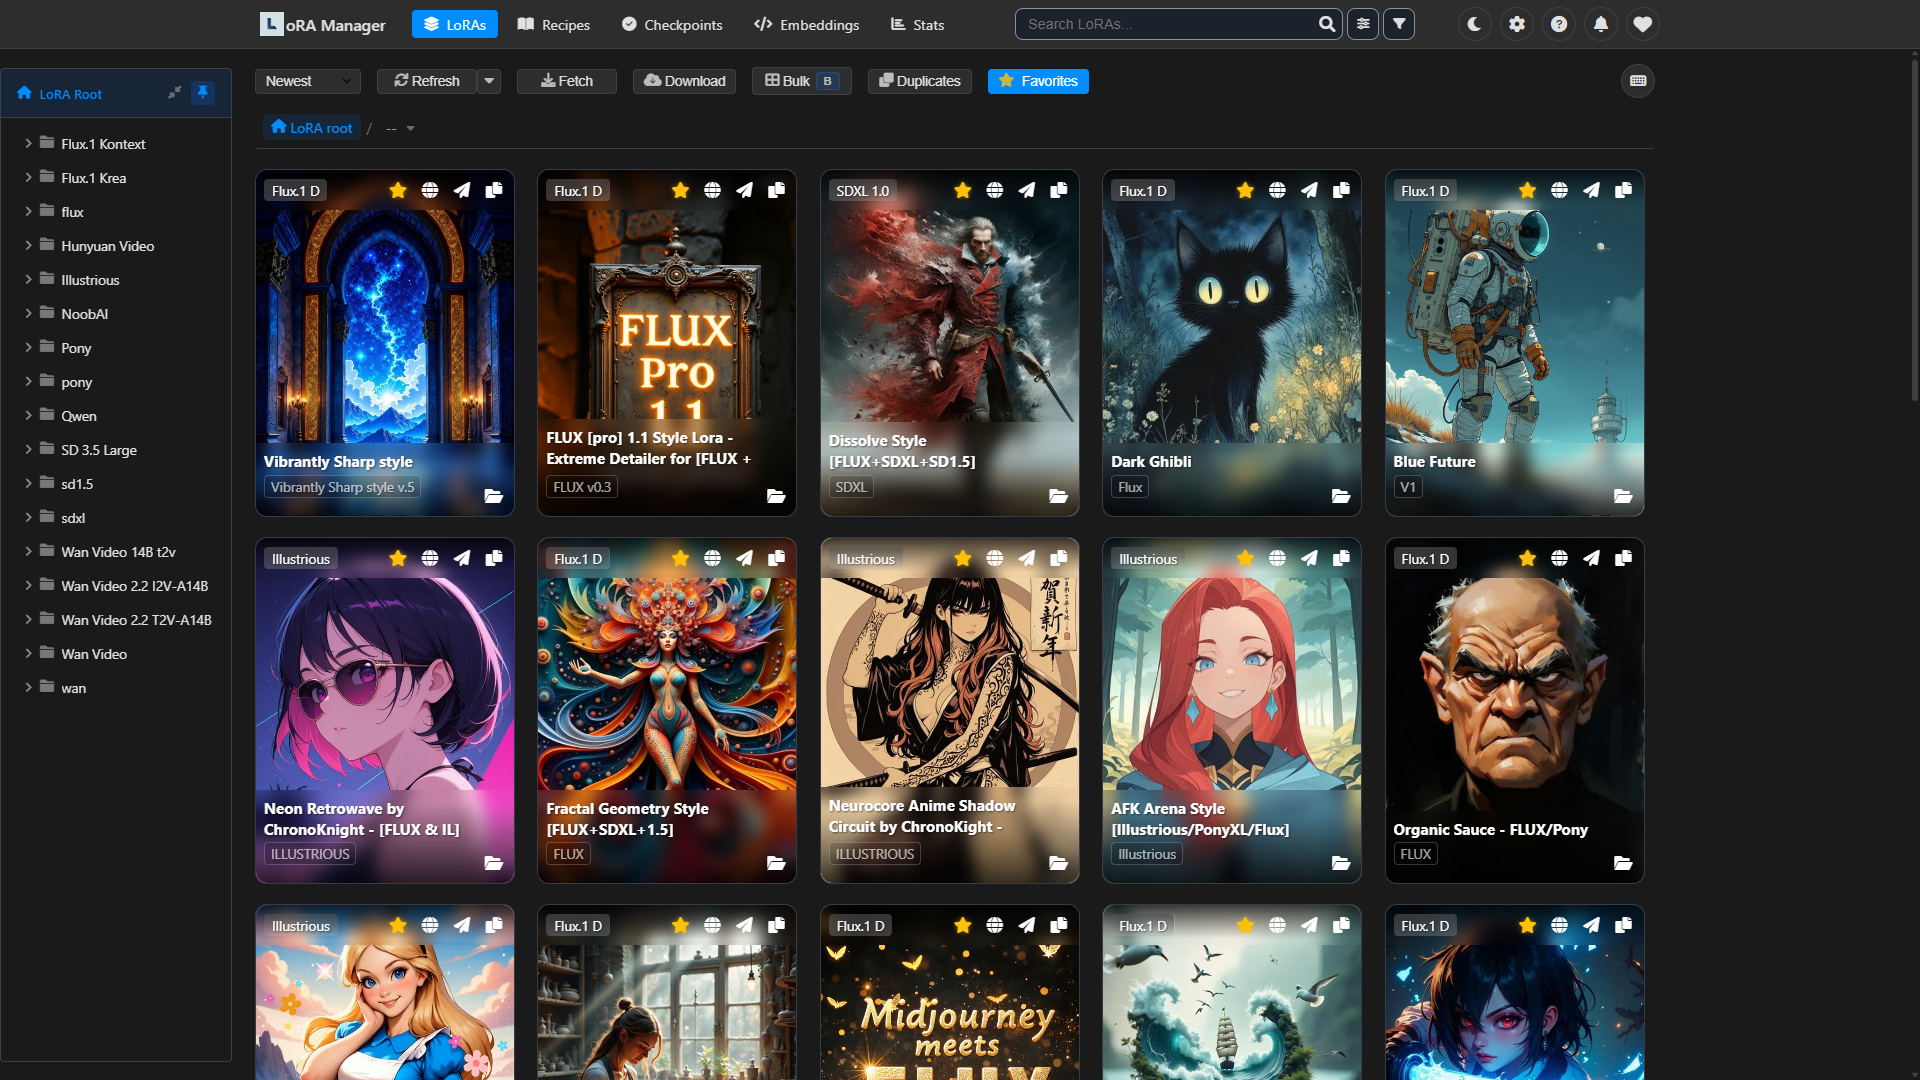 LoRA Manager
LoRAs
Recipes
Checkpoints
Embeddings
Stats
Search LoRAs...
LoRA Root
Flux.1 Kontext
Flux.1 Krea
flux
Hunyuan Video
Illustrious
NoobAI
Pony
pony
Qwen
SD 3.5 Large
sd1.5
sdxl
Wan Video 14B t2v
Wan Video 2.2 I2V-A14B
Wan Video 2.2 T2V-A14B
Wan Video
wan
Newest
Refresh
Fetch
Download
Bulk B
Duplicates
Favorites
LoRA root / --
Flux.1 D
Vibrantly Sharp style
Vibrantly Sharp style v.5
Flux.1 D
FLUX
Pro
1.1
FLUX [pro] 1.1 Style Lora -
Extreme Detailer for [FLUX +
FLUX v0.3
SDXL 1.0
Dissolve Style
[FLUX+SDXL+SD1.5]
SDXL
Flux.1 D
Dark Ghibli
Flux
Flux.1 D
Blue Future
V1
Illustrious
Neon Retrowave by
ChronoKnight - [FLUX & IL]
ILLUSTRIOUS
Flux.1 D
Fractal Geometry Style
[FLUX+SDXL+1.5]
FLUX
Illustrious
賀新年
Neurocore Anime Shadow
Circuit by ChronoKight -
ILLUSTRIOUS
Illustrious
AFK Arena Style
[Illustrious/PonyXL/Flux]
Illustrious
Flux.1 D
Organic Sauce - FLUX/Pony
FLUX
Illustrious
Flux.1 D
Flux.1 D
Midjourney
meets
FLUX
Flux.1 D
Flux.1 D